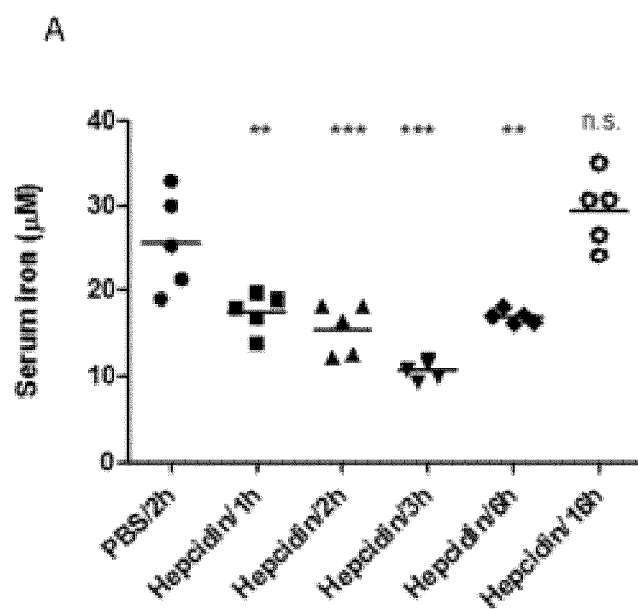 A
** *** *** ** n.s.
40
30
20
10
0
Serum Iron (μM)
PBS/2h
Hepcidin/1h
Hepcidin/2h
Hepcidin/3h
Hepcidin/6h
Hepcidin/16h